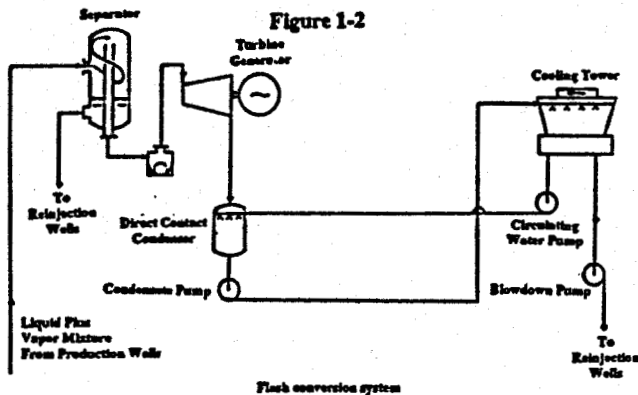 Figure 1-2
Separator
Turbine
Generator
Cooling Tower
To
Reinjection
Wells
Direct Contact
Condensor
Circulating
Water Pump
Condensate Pump
Blowdown Pump
Liquid Plus
Vapor Mixture
From Production Wells
To
Reinjection
Wells
Flash conversion system